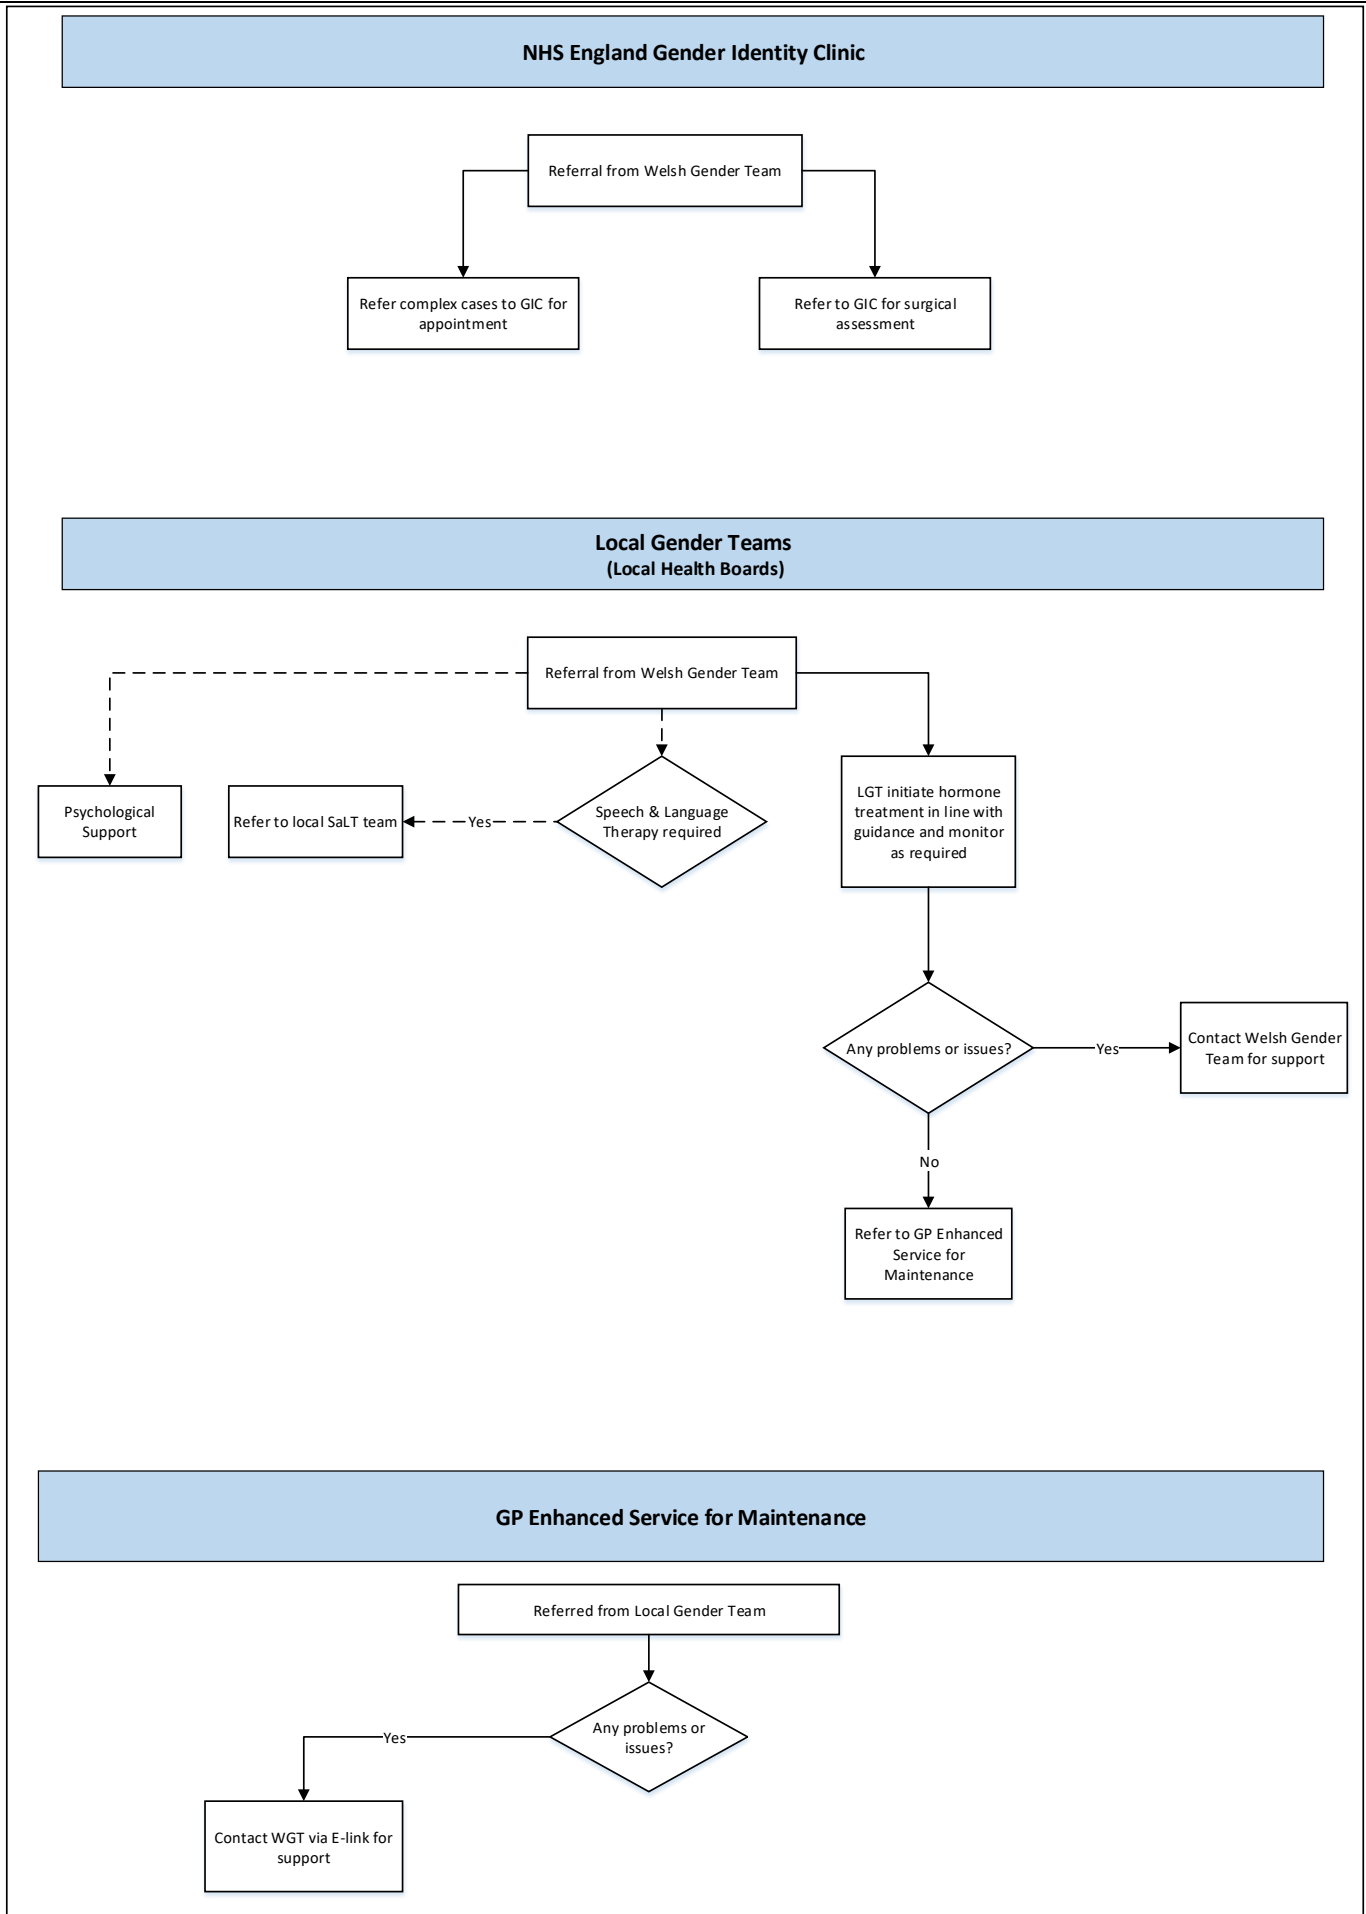 NHS England Gender Identity Clinic
Referral from Welsh Gender Team
Refer complex cases to GIC for
appointment
Refer to GIC for surgical
assessment
Local Gender Teams
(Local Health Boards)
Referral from Welsh Gender Team
Psychological
Support
Refer to local SaLT team
Yes
Speech & Language
Therapy required
LGT initiate hormone
treatment in line with
guidance and monitor
as required
Any problems or issues?
Yes
Contact Welsh Gender
Team for support
No
Refer to GP Enhanced
Service for
Maintenance
GP Enhanced Service for Maintenance
Referred from Local Gender Team
Any problems or
issues?
Yes
Contact WGT via E-link for
support